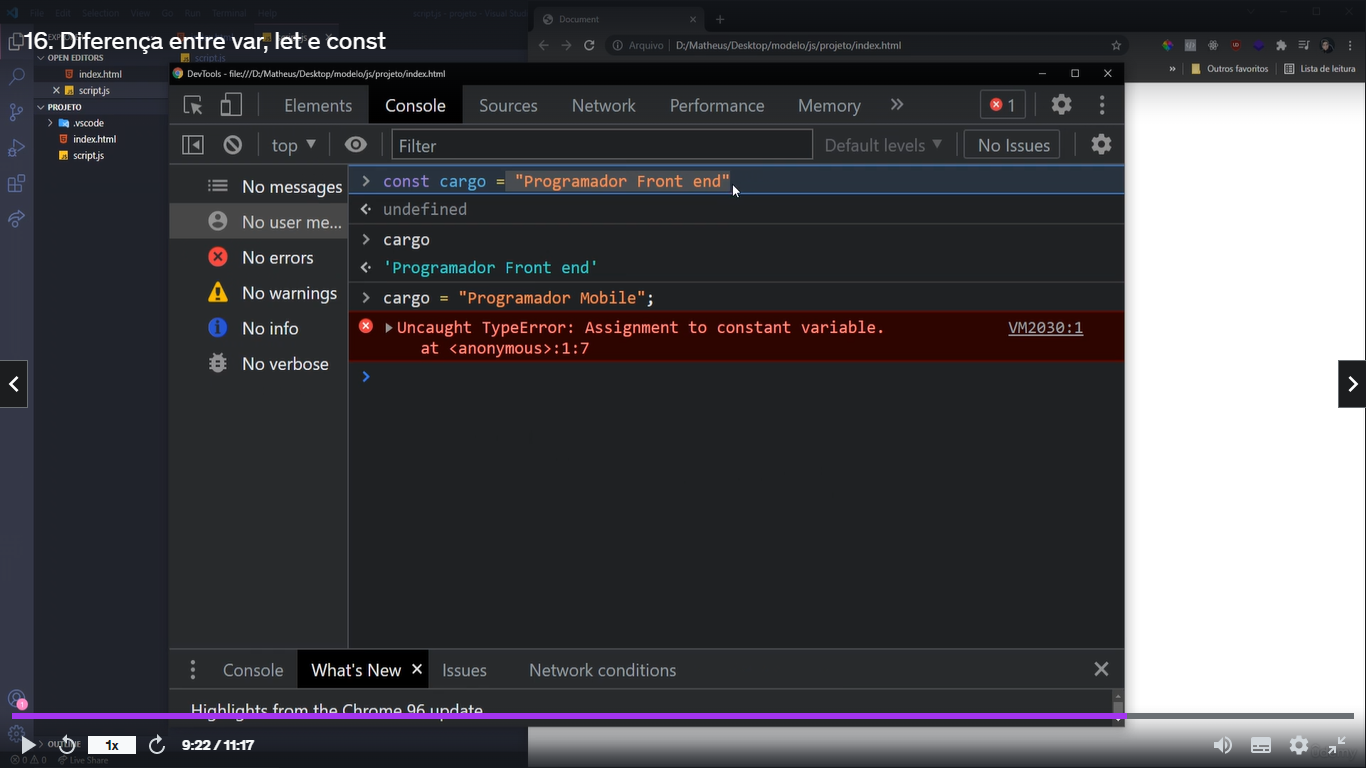 File Edit Selection View Go Run Terminal Help
16. Diferença entre var, let e const
Document
Arquivo
D:/Matheus/Desktop/modelo/js/projeto/index.html
Outros favoritos
Lista de leitura
OPEN EDITORS
index.html
script.js
PROJETO
.vscode
index.html
script.js
script.js
DevTools - file:///D:/Matheus/Desktop/modelo/js/projeto/index.html
Elements
Console
Sources
Network
Performance
Memory
1
top
Filter
Default levels
No Issues
No messages
No user me...
No errors
No warnings
No info
No verbose
const cargo = "Programador Front end"
undefined
cargo
'Programador Front end'
cargo = "Programador Mobile";
Uncaught TypeError: Assignment to constant variable.
VM2030:1
at <anonymous>:1:7
Console
What's New
Issues
Network conditions
Highlights from the Chrome 96 update
1
1x
9:22 / 11:17
0 0
Live Share